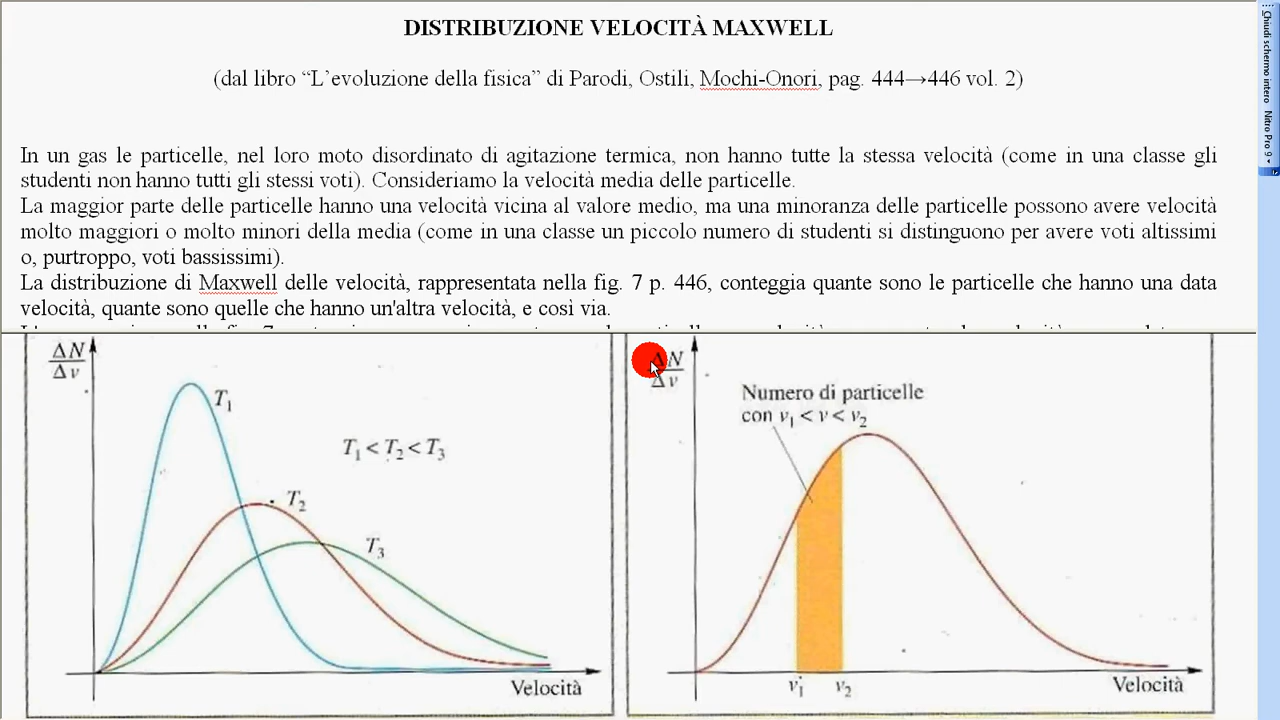 DISTRIBUZIONE VELOCITÀ MAXWELL
(dal libro “L’evoluzione della fisica” di Parodi, Ostili, Mochi-Onori, pag. 444→446 vol. 2)
In un gas le particelle, nel loro moto disordinato di agitazione termica, non hanno tutte la stessa velocità (come in una classe gli
studenti non hanno tutti gli stessi voti). Consideriamo la velocità media delle particelle.
La maggior parte delle particelle hanno una velocità vicina al valore medio, ma una minoranza delle particelle possono avere velocità
molto maggiori o molto minori della media (come in una classe un piccolo numero di studenti si distinguono per avere voti altissimi
o, purtroppo, voti bassissimi).
La distribuzione di Maxwell delle velocità, rappresentata nella fig. 7 p. 446, conteggia quante sono le particelle che hanno una data
velocità, quante sono quelle che hanno un'altra velocità, e così via.
ΔN
Δv
T1
T1 < T2 < T3
T2
T3
Velocità
ΔN
Δv
Numero di particelle
con v1 < v < v2
v1 v2
Velocità
Chiudi schermo intero Nitro Pro 9